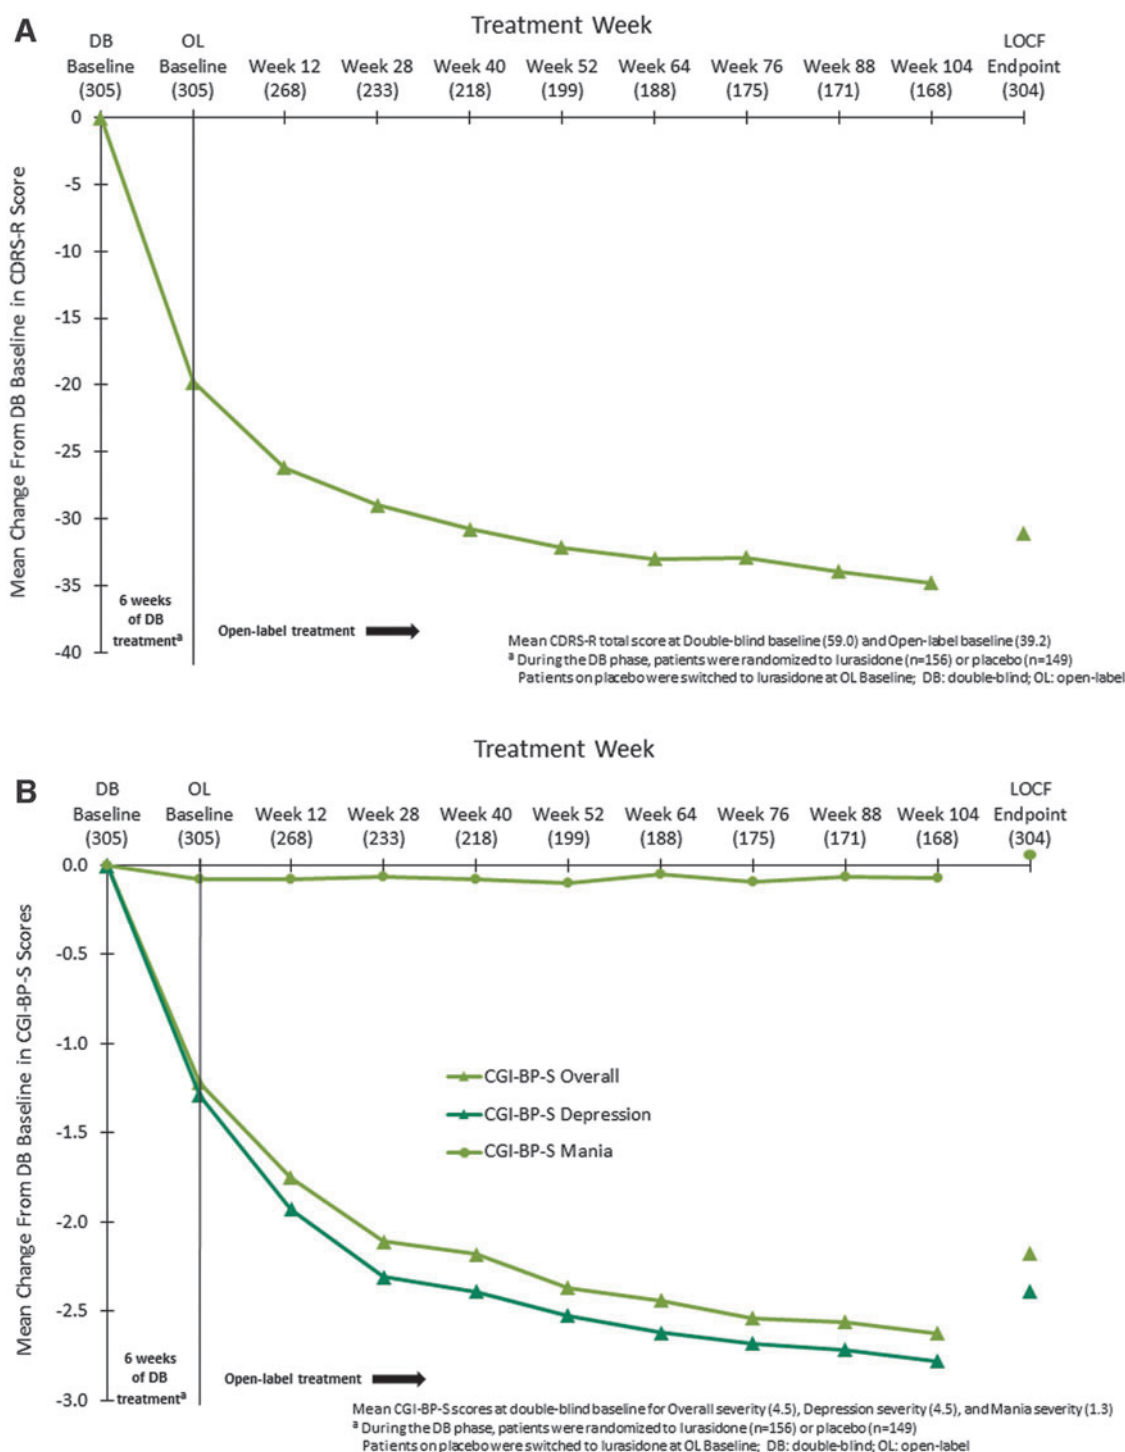 A
Treatment Week
DB OL LOCF
Baseline Baseline Week 12 Week 28 Week 40 Week 52 Week 64 Week 76 Week 88 Week 104 Endpoint
(305) (305) (268) (233) (218) (199) (188) (175) (171) (168) (304)
Mean Change From DB Baseline in CDRS-R Score
0
-5
-10
-15
-20
-25
-30
-35
-40
6 weeks
of DB
treatmentª
Open-label treatment
Mean CDRS-R total score at Double-blind baseline (59.0) and Open-label baseline (39.2)
ª During the DB phase, patients were randomized to lurasidone (n=156) or placebo (n=149)
Patients on placebo were switched to lurasidone at OL Baseline; DB: double-blind; OL: open-label
Treatment Week
B
DB OL LOCF
Baseline Baseline Week 12 Week 28 Week 40 Week 52 Week 64 Week 76 Week 88 Week 104 Endpoint
(305) (305) (268) (233) (218) (199) (188) (175) (171) (168) (304)
Mean Change From DB Baseline in CGI-BP-S Scores
0.0
-0.5
-1.0
-1.5
-2.0
-2.5
-3.0
CGI-BP-S Overall
CGI-BP-S Depression
CGI-BP-S Mania
6 weeks
of DB
treatmentª
Open-label treatment
Mean CGI-BP-S scores at double-blind baseline for Overall severity (4.5), Depression severity (4.5), and Mania severity (1.3)
ª During the DB phase, patients were randomized to lurasidone (n=156) or placebo (n=149)
Patients on placebo were switched to lurasidone at OL Baseline; DB: double-blind; OL: open-label